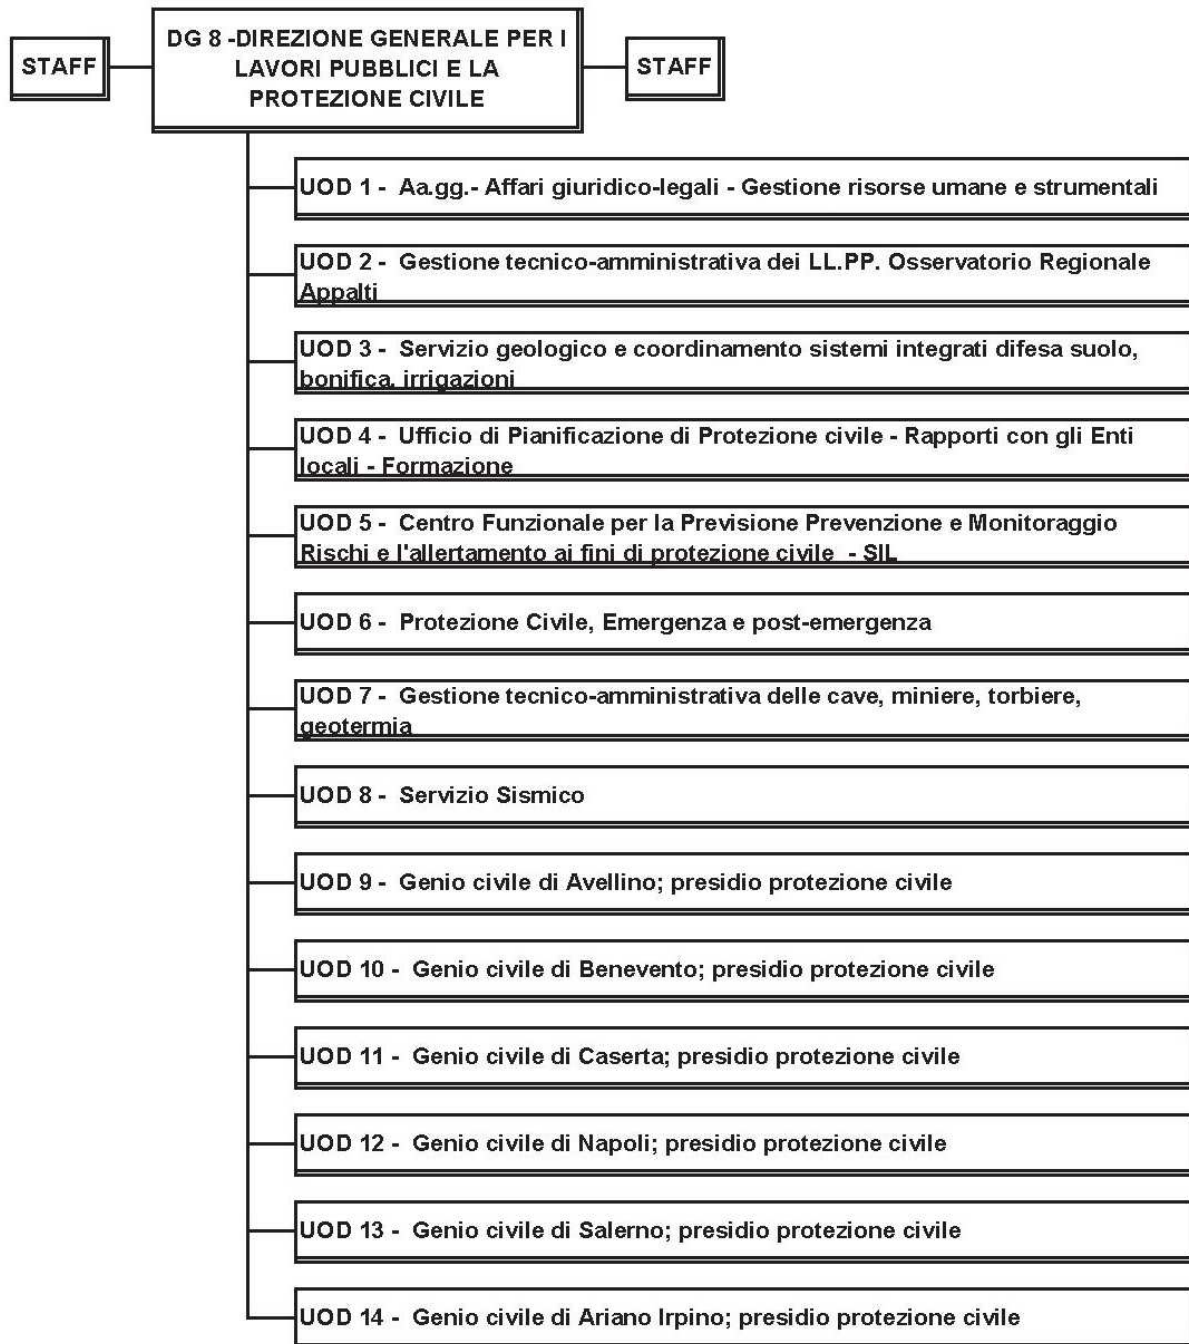 STAFF
DG 8 -DIREZIONE GENERALE PER I
LAVORI PUBBLICI E LA
PROTEZIONE CIVILE
STAFF
UOD 1 - Aa.gg.- Affari giuridico-legali - Gestione risorse umane e strumentali
UOD 2 - Gestione tecnico-amministrativa dei LL.PP. Osservatorio Regionale
Appalti
UOD 3 - Servizio geologico e coordinamento sistemi integrati difesa suolo,
bonifica, irrigazioni
UOD 4 - Ufficio di Pianificazione di Protezione civile - Rapporti con gli Enti
locali - Formazione
UOD 5 - Centro Funzionale per la Previsione Prevenzione e Monitoraggio
Rischi e l'allertamento ai fini di protezione civile - SIL
UOD 6 - Protezione Civile, Emergenza e post-emergenza
UOD 7 - Gestione tecnico-amministrativa delle cave, miniere, torbiere,
geotermia
UOD 8 - Servizio Sismico
UOD 9 - Genio civile di Avellino; presidio protezione civile
UOD 10 - Genio civile di Benevento; presidio protezione civile
UOD 11 - Genio civile di Caserta; presidio protezione civile
UOD 12 - Genio civile di Napoli; presidio protezione civile
UOD 13 - Genio civile di Salerno; presidio protezione civile
UOD 14 - Genio civile di Ariano Irpino; presidio protezione civile